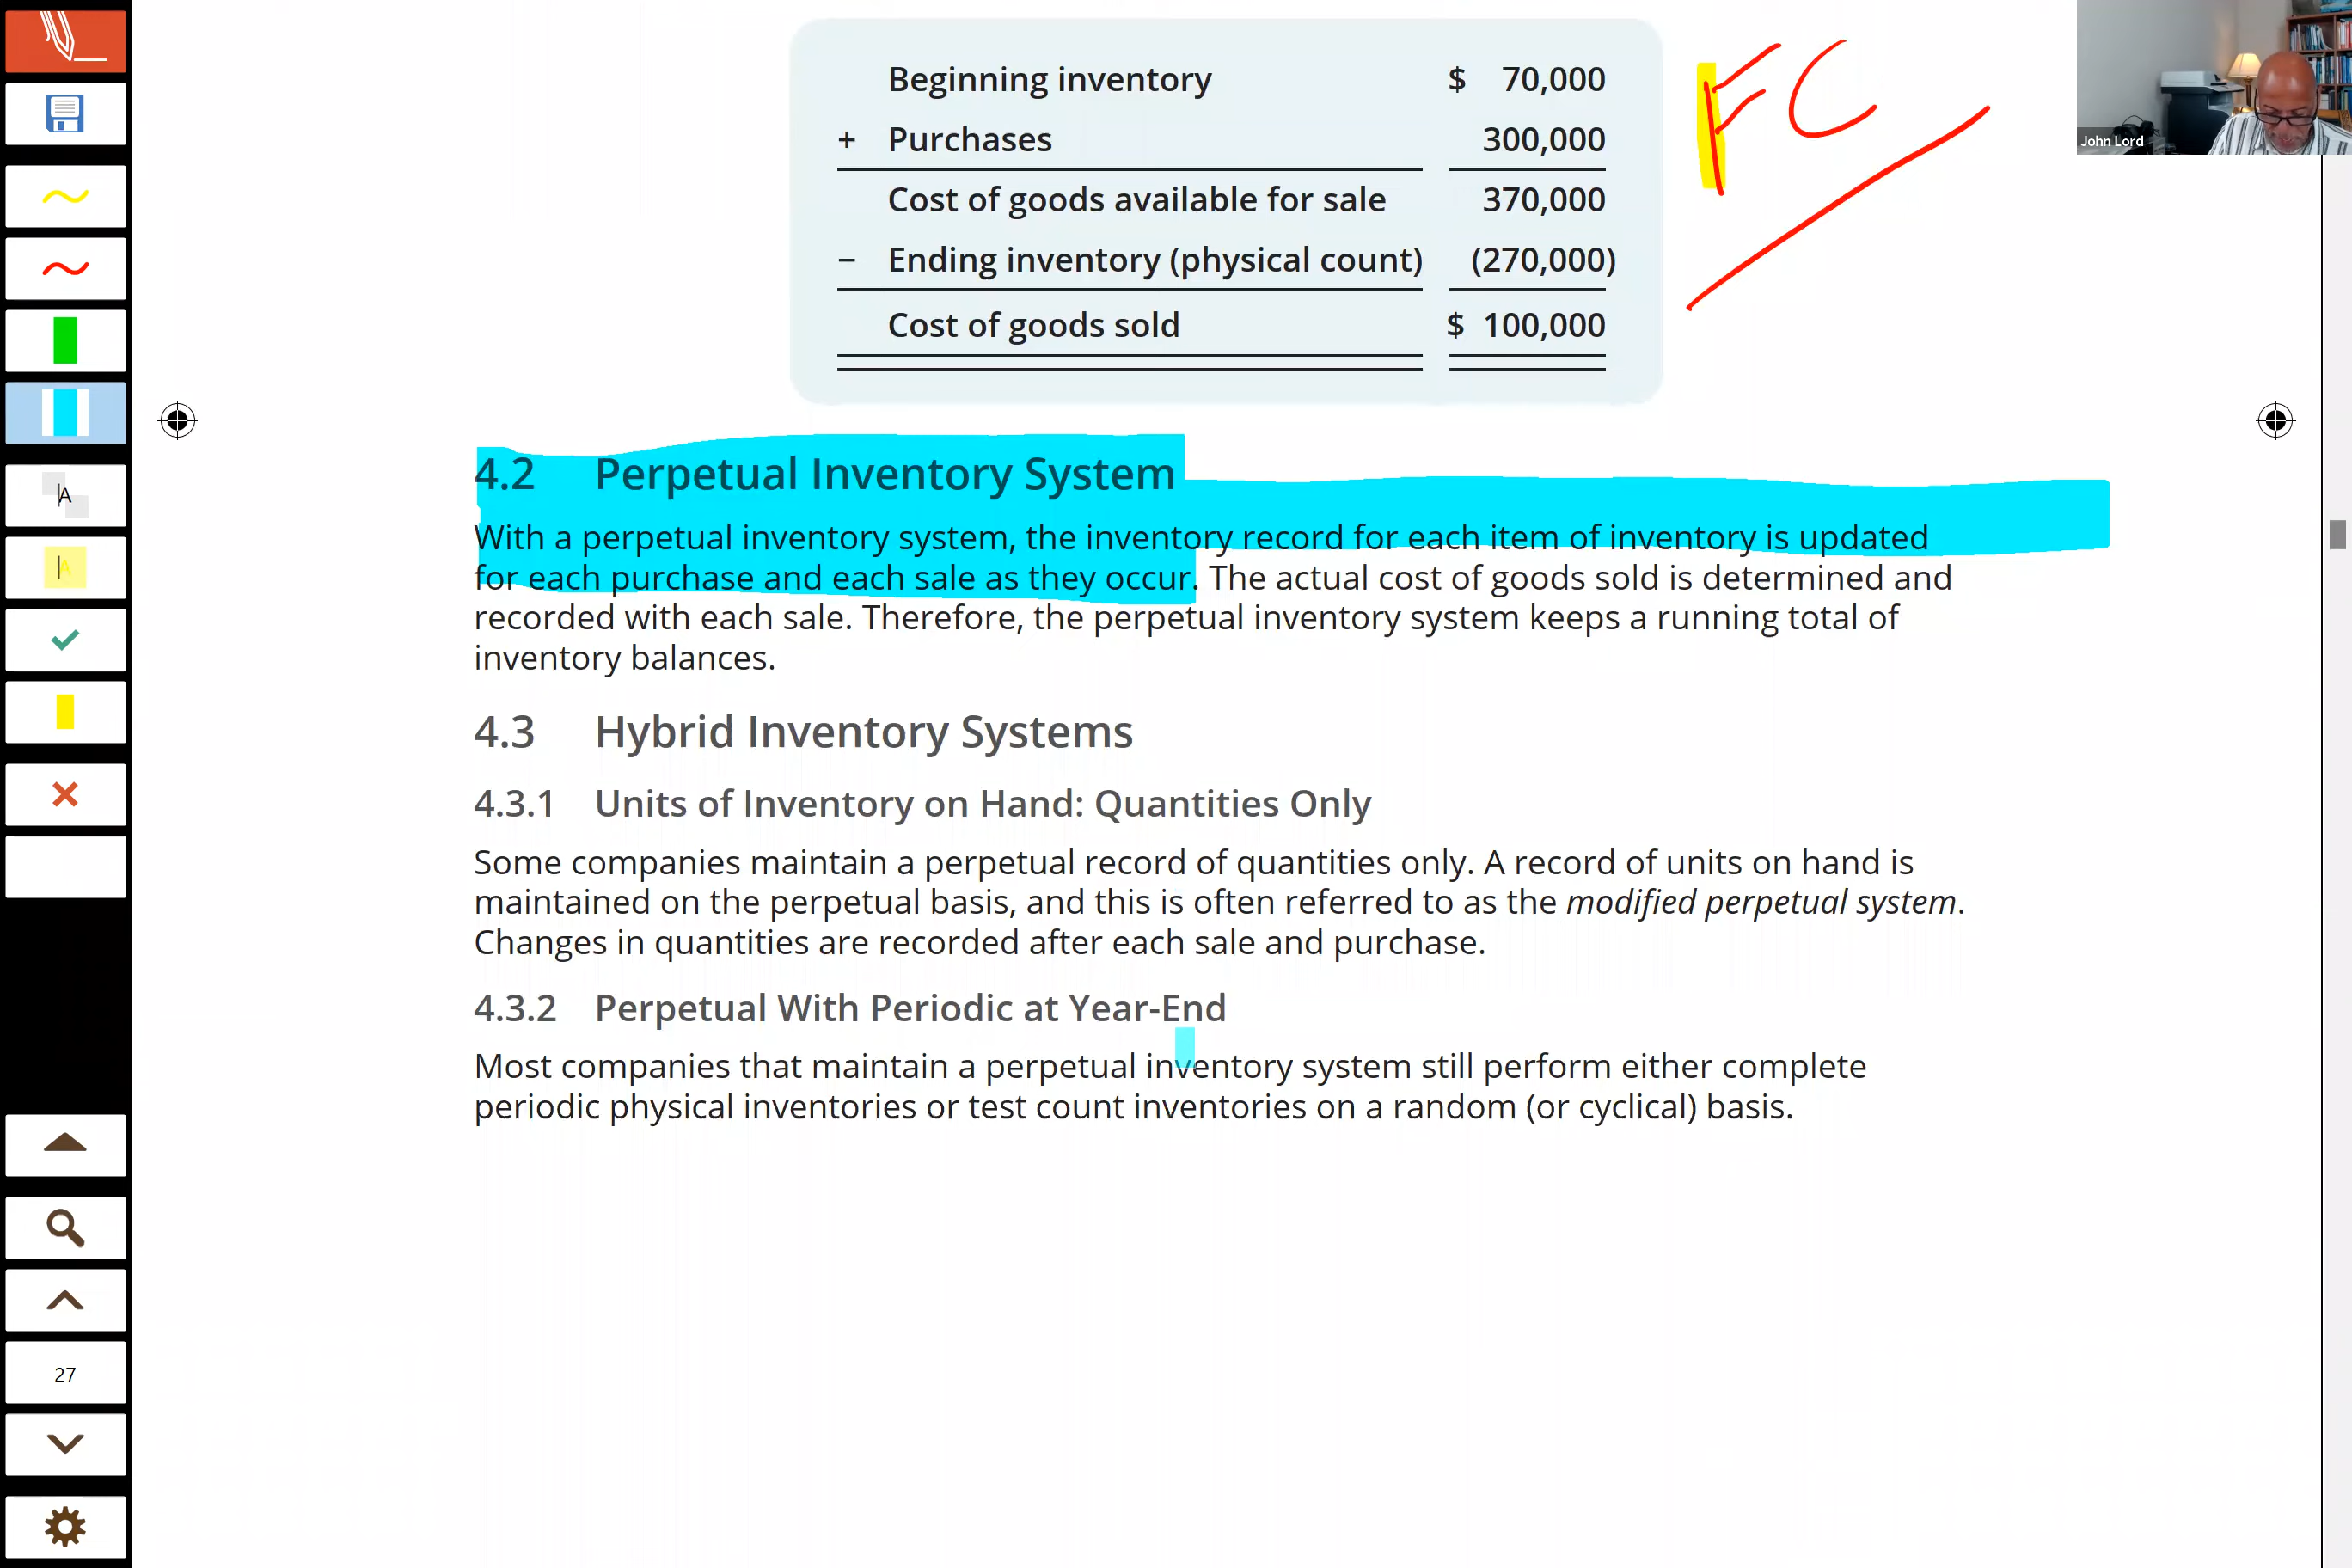 Beginning inventory $ 70,000
+ Purchases 300,000
Cost of goods available for sale 370,000
− Ending inventory (physical count) (270,000)
Cost of goods sold $ 100,000
FC
John Lord
4.2 Perpetual Inventory System
With a perpetual inventory system, the inventory record for each item of inventory is updated
for each purchase and each sale as they occur. The actual cost of goods sold is determined and
recorded with each sale. Therefore, the perpetual inventory system keeps a running total of
inventory balances.
4.3 Hybrid Inventory Systems
4.3.1 Units of Inventory on Hand: Quantities Only
Some companies maintain a perpetual record of quantities only. A record of units on hand is
maintained on the perpetual basis, and this is often referred to as the modified perpetual system.
Changes in quantities are recorded after each sale and purchase.
4.3.2 Perpetual With Periodic at Year-End
Most companies that maintain a perpetual inventory system still perform either complete
periodic physical inventories or test count inventories on a random (or cyclical) basis.
A
A
27